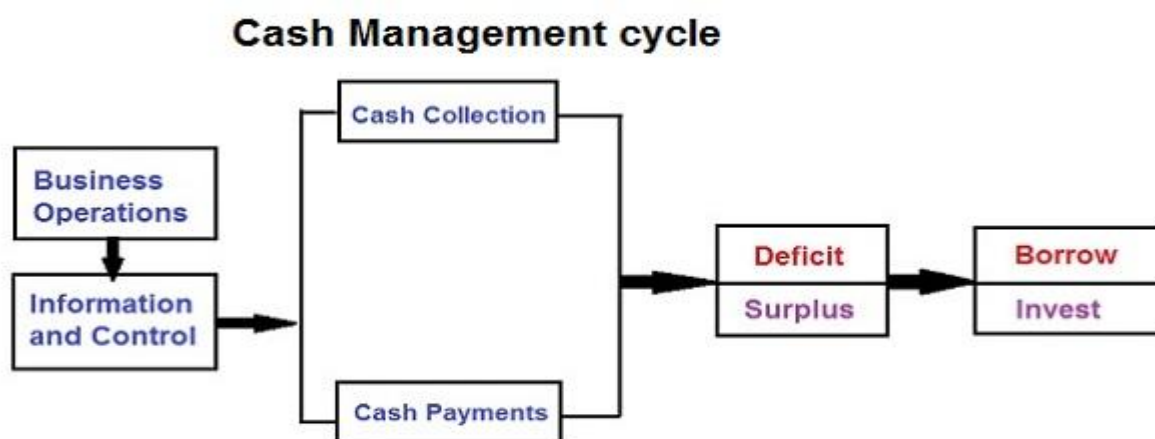 Cash Management cycle
Cash Collection
Business
Operations
Information
and Control
Deficit
Surplus
Borrow
Invest
Cash Payments